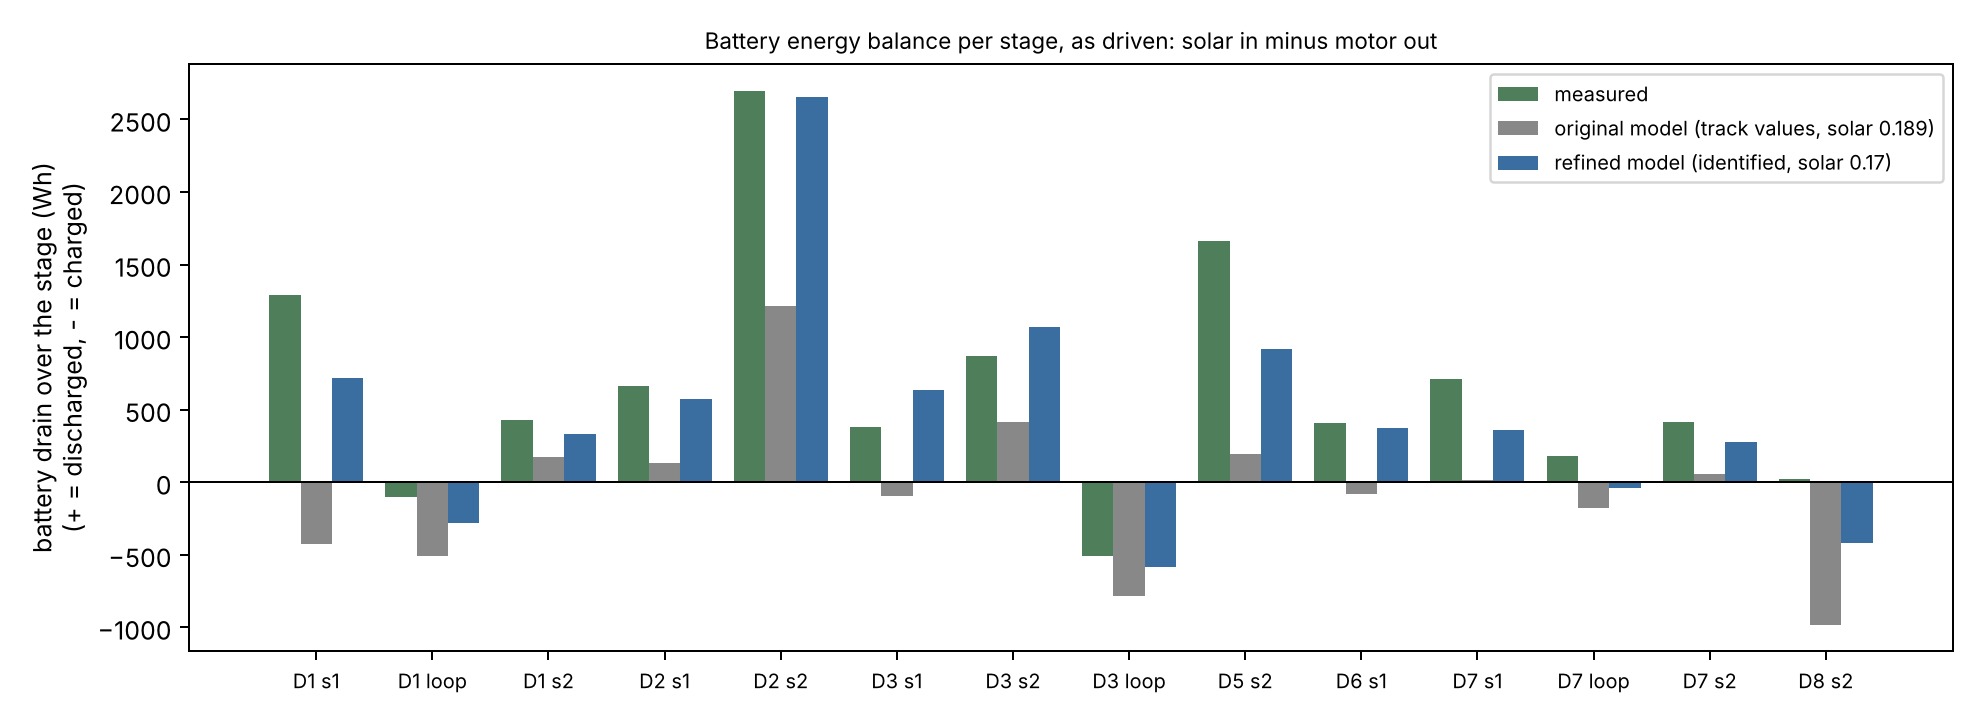 Battery energy balance per stage, as driven: solar in minus motor out
measured
original model (track values, solar 0.189)
refined model (identified, solar 0.17)
battery drain over the stage (Wh)
(+ = discharged, - = charged)
2500
2000
1500
1000
500
0
−500
−1000
D1 s1
D1 loop
D1 s2
D2 s1
D2 s2
D3 s1
D3 s2
D3 loop
D5 s2
D6 s1
D7 s1
D7 loop
D7 s2
D8 s2